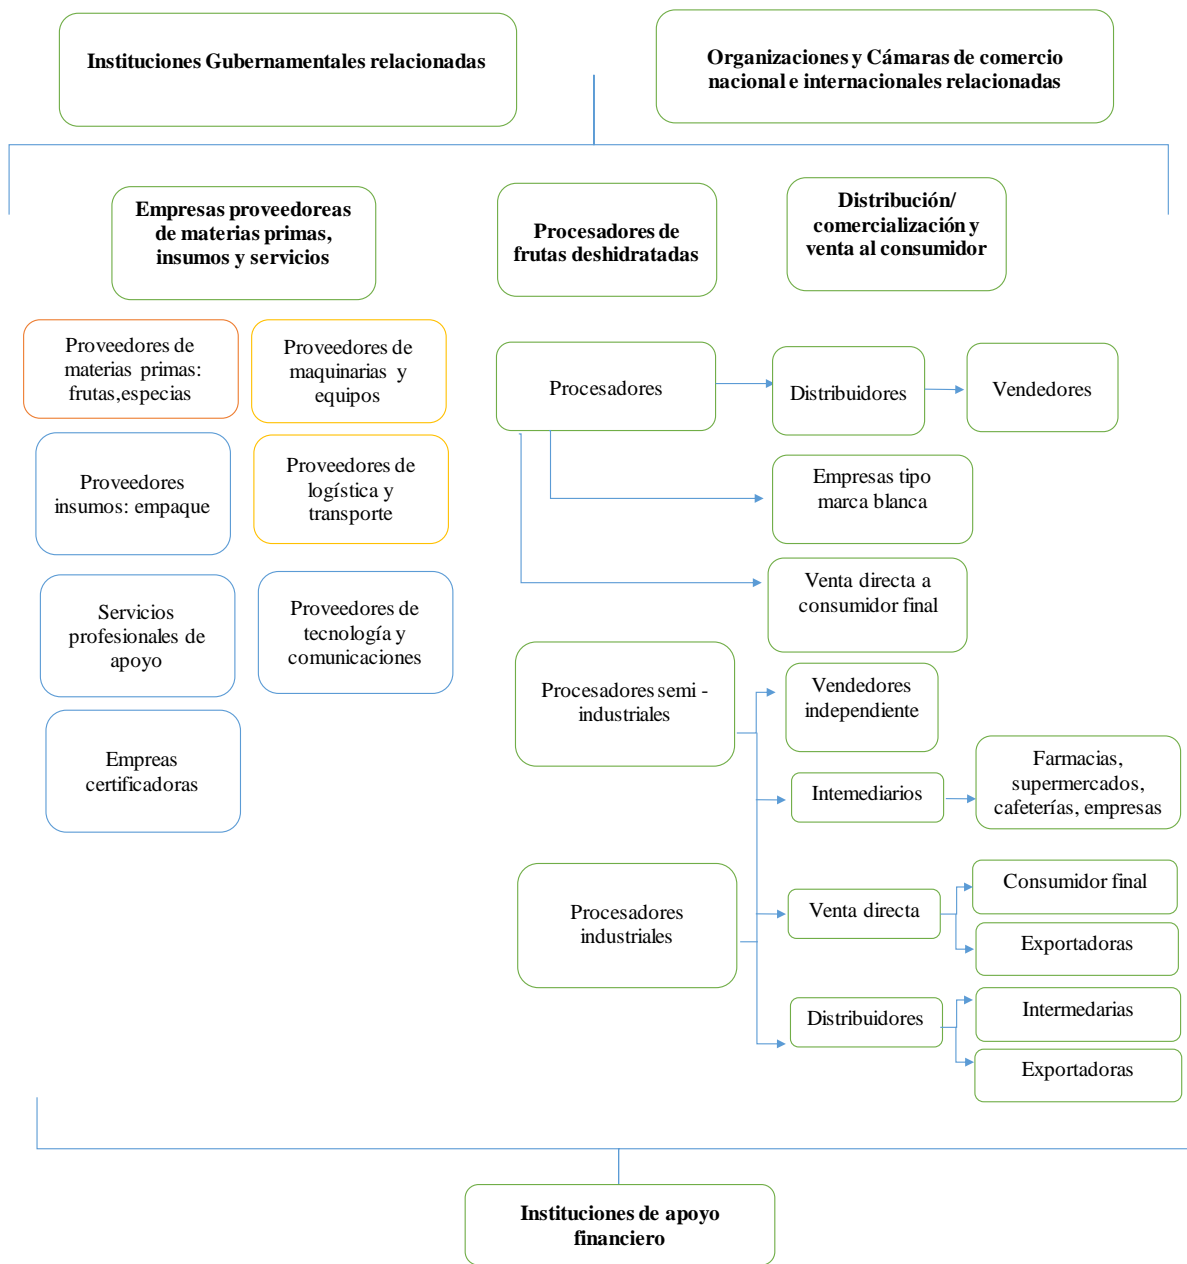 Instituciones Gubernamentales relacionadas
Organizaciones y Cámaras de comercio
nacional e internacionales relacionadas
Empresas proveedoreas
de materias primas,
insumos y servicios
Procesadores de
frutas deshidratadas
Distribución/
comercialización y
venta al consumidor
Proveedores de
materias primas:
frutas,especias
Proveedores de
maquinarias y
equipos
Procesadores
Distribuidores
Vendedores
Proveedores
insumos: empaque
Proveedores de
logística y
transporte
Empresas tipo
marca blanca
Servicios
profesionales de
apoyo
Proveedores de
tecnología y
comunicaciones
Venta directa a
consumidor final
Procesadores semi -
industriales
Vendedores
independiente
Empreas
certificadoras
Intemediarios
Farmacias,
supermercados,
cafeterías, empresas
Procesadores
industriales
Venta directa
Consumidor final
Exportadoras
Distribuidores
Intermedarias
Exportadoras
Instituciones de apoyo
financiero